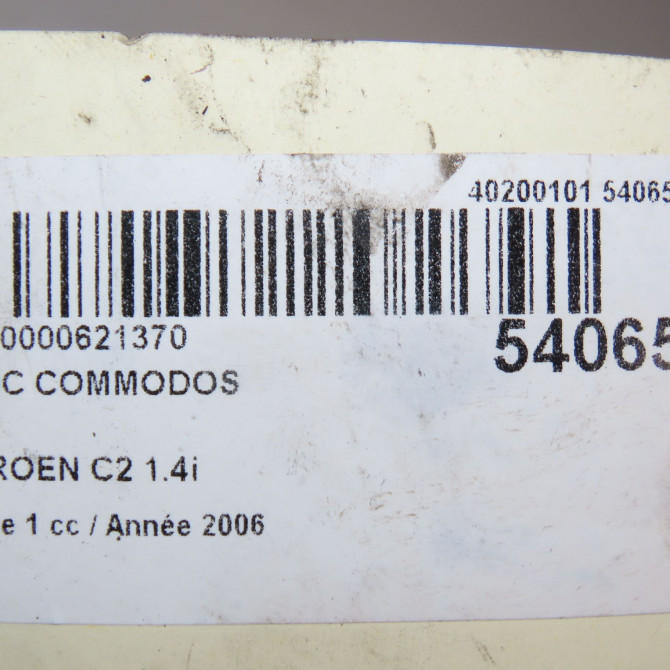 40200101 54065
0000621370
54065
C COMMODOS
ROEN C2 1.4i
e 1 cc / Année 2006